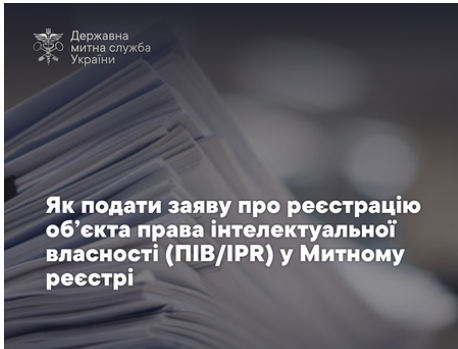 Державна
митна служба
України
Як подати заяву про реєстрацію
об’єкта права інтелектуальної
власності (ПІВ/IPR) у Митному
реєстрі